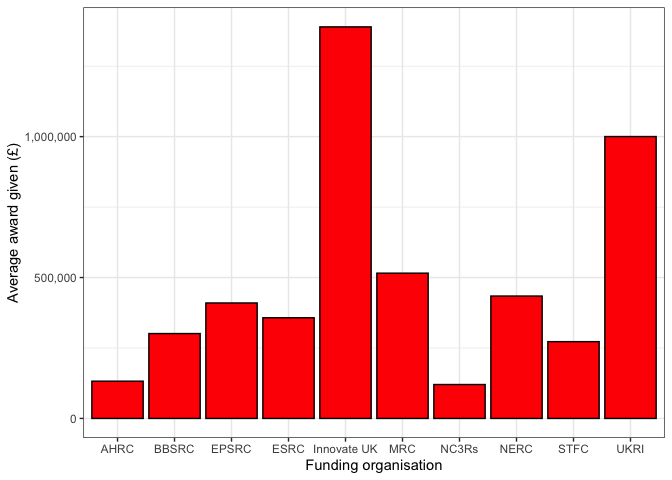 Average award given (£)
1,000,000
500,000
0
AHRC BBSRC EPSRC ESRC Innovate UK MRC NC3Rs NERC STFC UKRI
Funding organisation